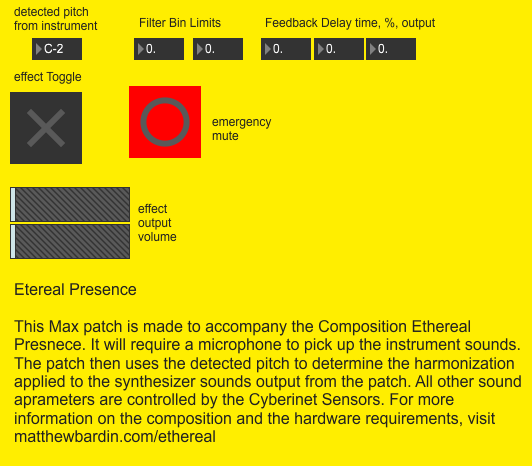 detected pitch
from instrument
Filter Bin Limits
Feedback Delay time, %, output
C-2
0.
0.
0.
0.
0.
effect Toggle
emergency
mute
effect
output
volume
Etereal Presence
This Max patch is made to accompany the Composition Ethereal
Presnece. It will require a microphone to pick up the instrument sounds.
The patch then uses the detected pitch to determine the harmonization
applied to the synthesizer sounds output from the patch. All other sound
aprameters are controlled by the Cyberinet Sensors. For more
information on the composition and the hardware requirements, visit
matthewbardin.com/ethereal